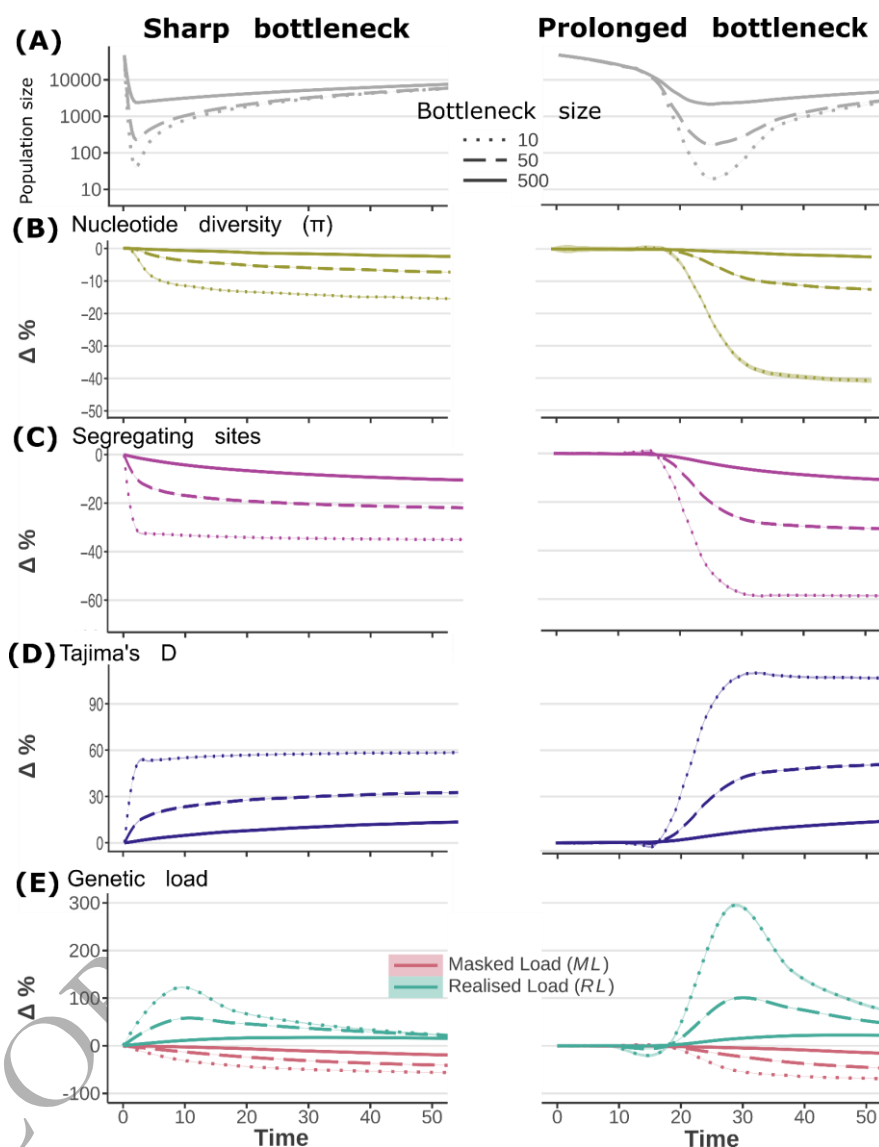 Sharp bottleneck
Prolonged bottleneck
(A)
Population size
10000
1000
100
10
Bottleneck size
10
50
500
(B) Nucleotide diversity (π)
Δ %
0
−10
−20
−30
−40
−50
(C) Segregating sites
Δ %
0
−20
−40
−60
(D) Tajima's D
Δ %
90
60
30
0
(E) Genetic load
Δ %
300
200
100
0
-100
Masked Load (ML)
Realised Load (RL)
0 10 20 30 40 50
0 10 20 30 40 50
Time
Time